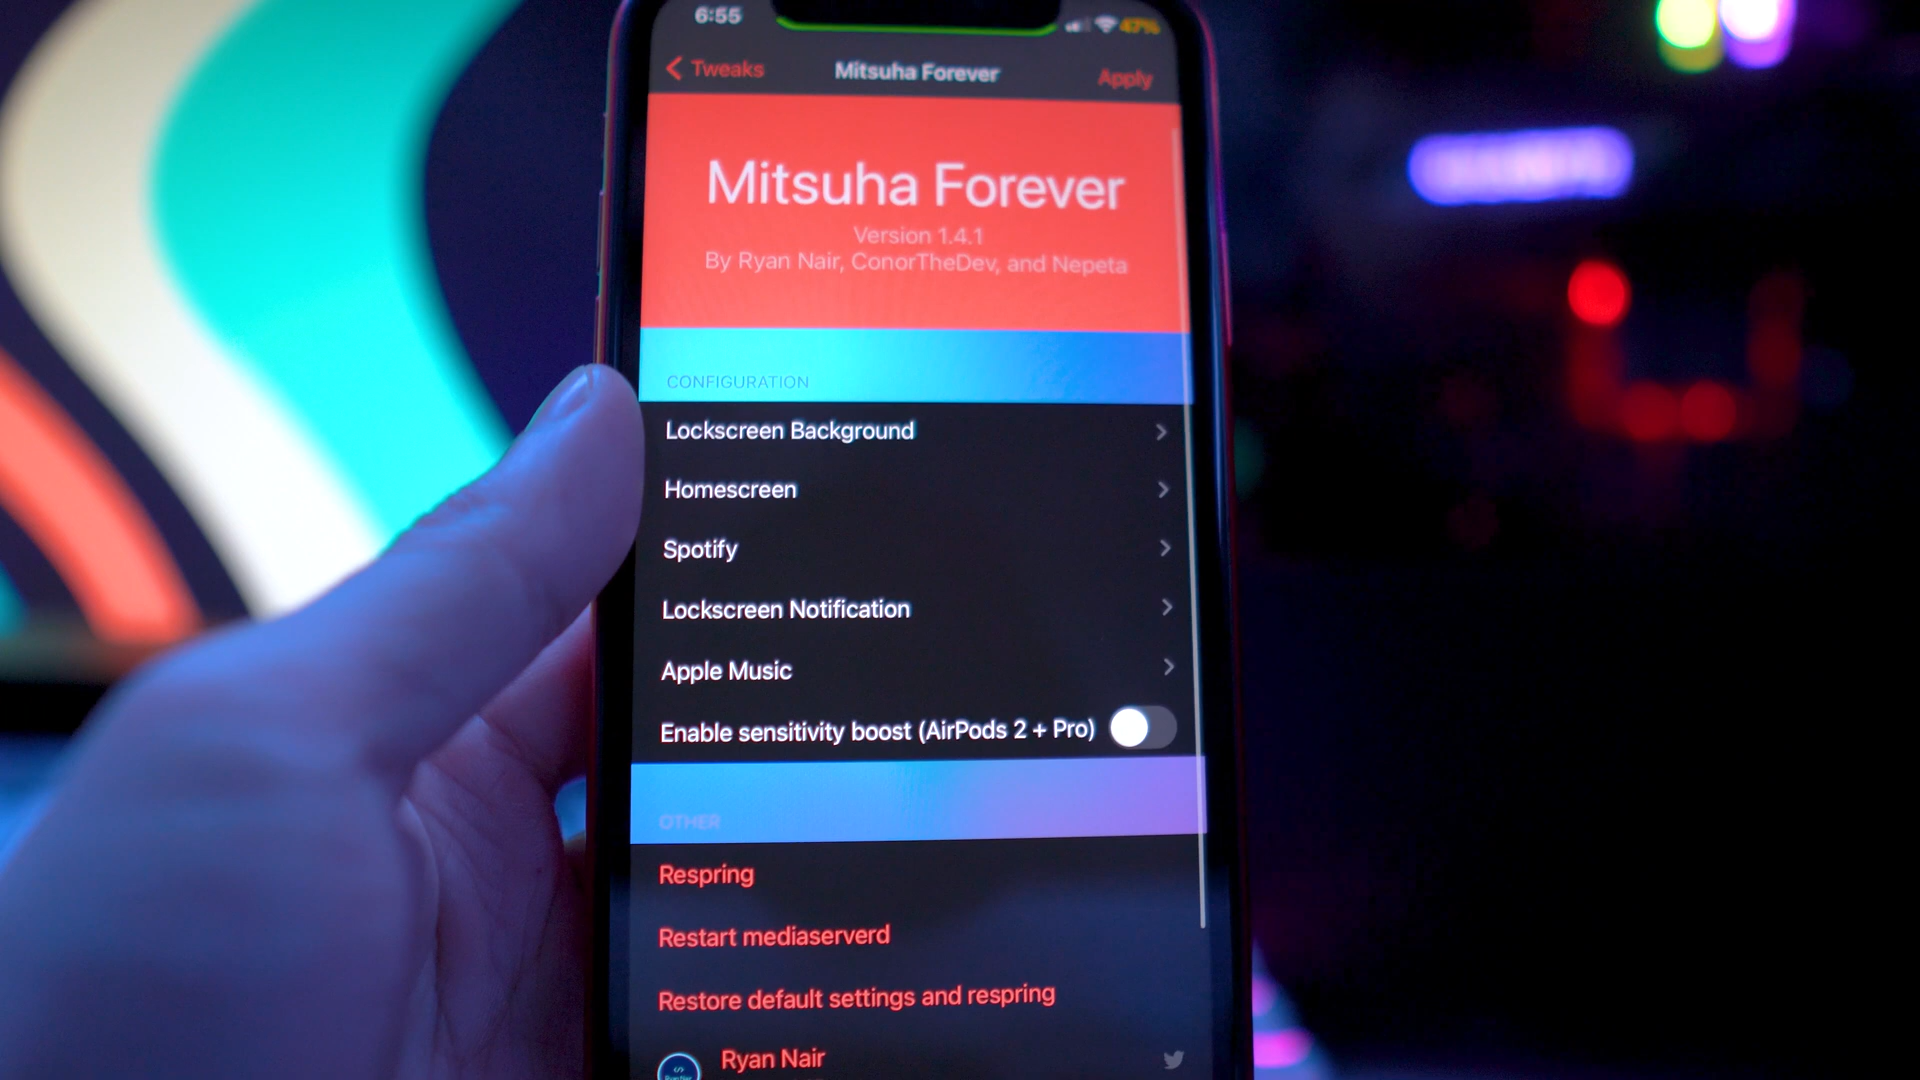 6:55
47%
Tweaks
Mitsuha Forever
Apply
Mitsuha Forever
Version 1.4.1
By Ryan Nair, ConorTheDev, and Nepeta
CONFIGURATION
Lockscreen Background
Homescreen
Spotify
Lockscreen Notification
Apple Music
Enable sensitivity boost (AirPods 2 + Pro)
OTHER
Respring
Restart mediaserverd
Restore default settings and respring
Ryan Nair